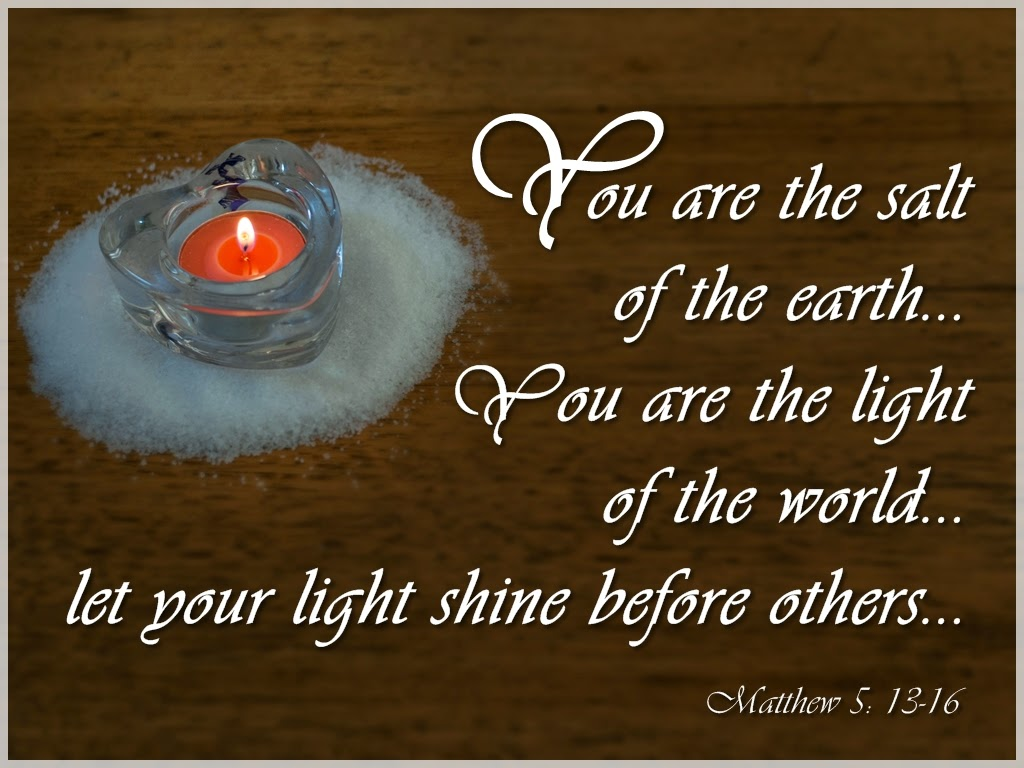 You are the salt
of the earth...
You are the light
of the world...
let your light shine before others...
Matthew 5: 13-16